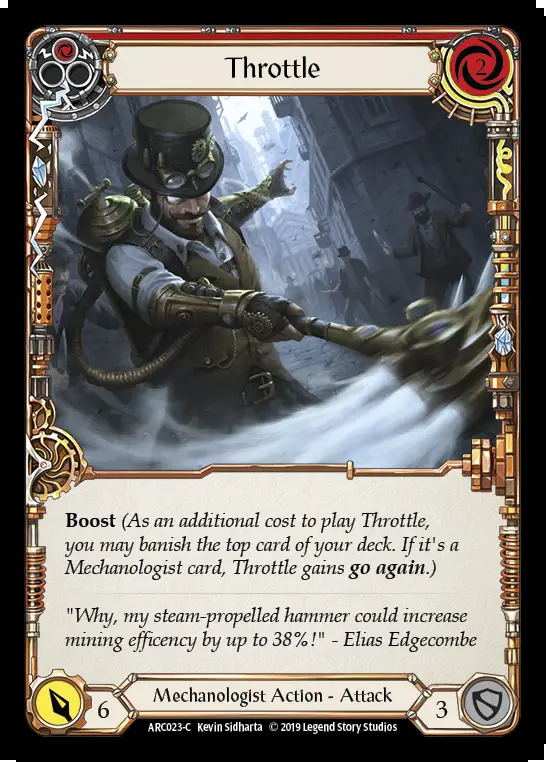 Throttle
2
Boost (As an additional cost to play Throttle,
you may banish the top card of your deck. If it's a
Mechanologist card, Throttle gains go again.)
"Why, my steam-propelled hammer could increase
mining efficency by up to 38%!" - Elias Edgecombe
6
Mechanologist Action - Attack
3
ARC023-C Kevin Sidharta © 2019 Legend Story Studios